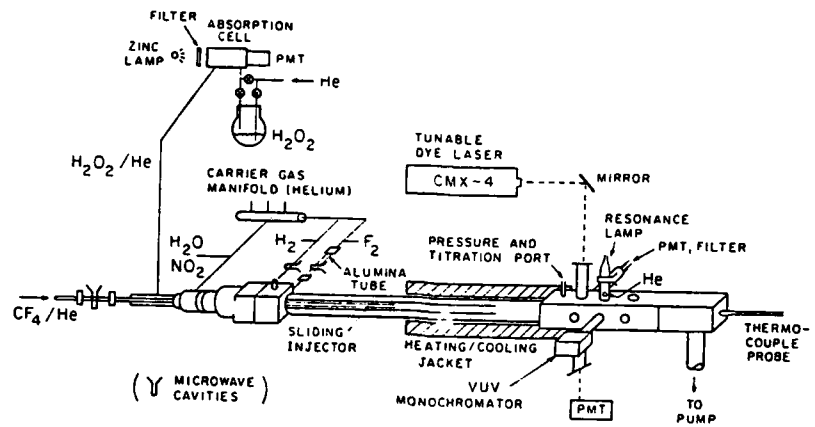 FILTER
ABSORPTION
CELL
ZINC
LAMP
PMT
He
H2O2
H2O2/He
CARRIER GAS
MANIFOLD (HELIUM)
H2O
NO2
H2
F2
ALUMINA
TUBE
TUNABLE
DYE LASER
CMX-4
MIRROR
RESONANCE
LAMP
PMT, FILTER
PRESSURE AND
TITRATION PORT
He
CF4/He
SLIDING
INJECTOR
HEATING/COOLING
JACKET
THERMO-
COUPLE
PROBE
VUV
MONOCHROMATOR
PMT
TO
PUMP
( MICROWAVE
CAVITIES )